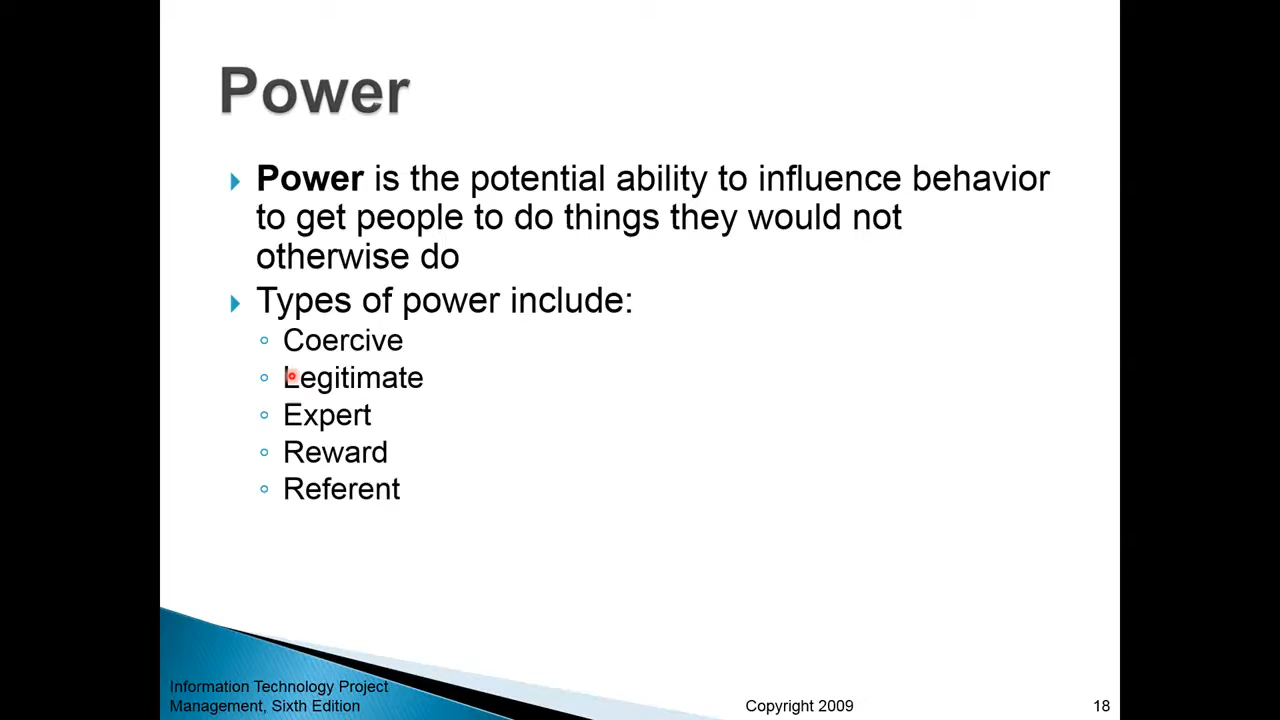 Power
Power is the potential ability to influence behavior
to get people to do things they would not
otherwise do
Types of power include:
Coercive
Legitimate
Expert
Reward
Referent
Information Technology Project
Management, Sixth Edition
Copyright 2009
18